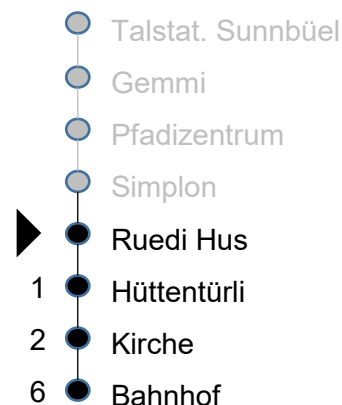 Talstat. Sunnbüel
Gemmi
Pfadizentrum
Simplon
Ruedi Hus
1 Hüttentürli
2 Kirche
6 Bahnhof